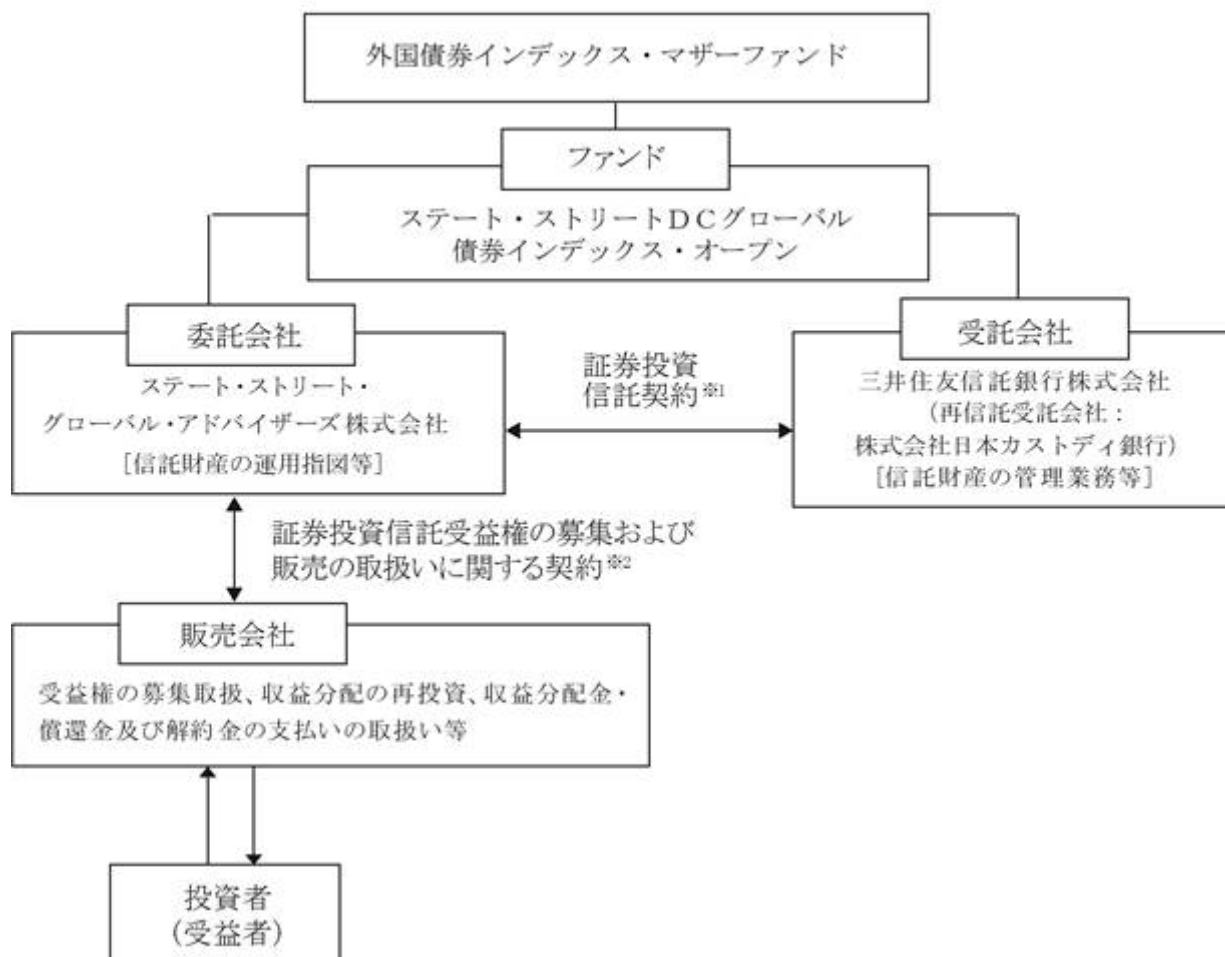 外国債券インデックス・マザーファンド
ファンド
ステート・ストリートＤＣグローバル
債券インデックス・オープン
委託会社
ステート・ストリート・
グローバル・アドバイザーズ株式会社
［信託財産の運用指図等］
証券投資
信託契約※1
受託会社
三井住友信託銀行株式会社
(再信託受託会社：
株式会社日本カストディ銀行)
［信託財産の管理業務等］
証券投資信託受益権の募集および
販売の取扱いに関する契約※2
販売会社
受益権の募集取扱、収益分配の再投資、収益分配金・
償還金及び解約金の支払いの取扱い等
投資者
(受益者)